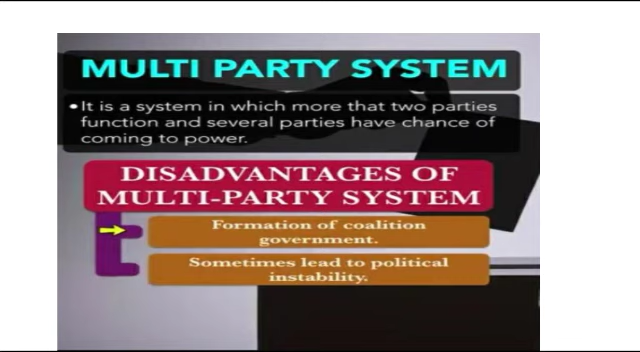 MULTI PARTY SYSTEM
•It is a system in which more that two parties
function and several parties have chance of
coming to power.
DISADVANTAGES OF
MULTI-PARTY SYSTEM
Formation of coalition
government.
Sometimes lead to political
instability.